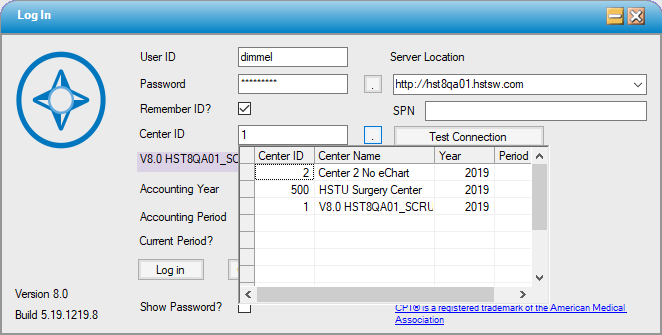 Log In
User ID dimmel Server Location
Password ********* . http://hst8qa01.hstsw.com
Remember ID? SPN
Center ID 1 . Test Connection
V8.0 HST8QA01_SCR
Center ID Center Name Year Period
2 Center 2 No eChart 2019
500 HSTU Surgery Center 2019
1 V8.0 HST8QA01_SCRU 2019
Accounting Year
Accounting Period
Current Period?
Log in
Version 8.0
Build 5.19.1219.8
Show Password?
CPT® is a registered trademark of the American Medical
Association